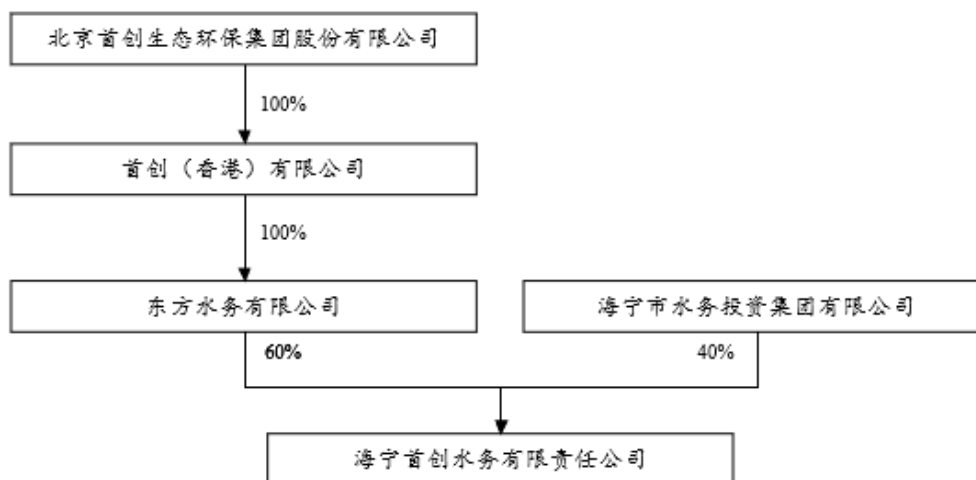 北京首创生态环保集团股份有限公司
100%
首创（香港）有限公司
100%
东方水务有限公司
海宁市水务投资集团有限公司
60%
40%
海宁首创水务有限责任公司